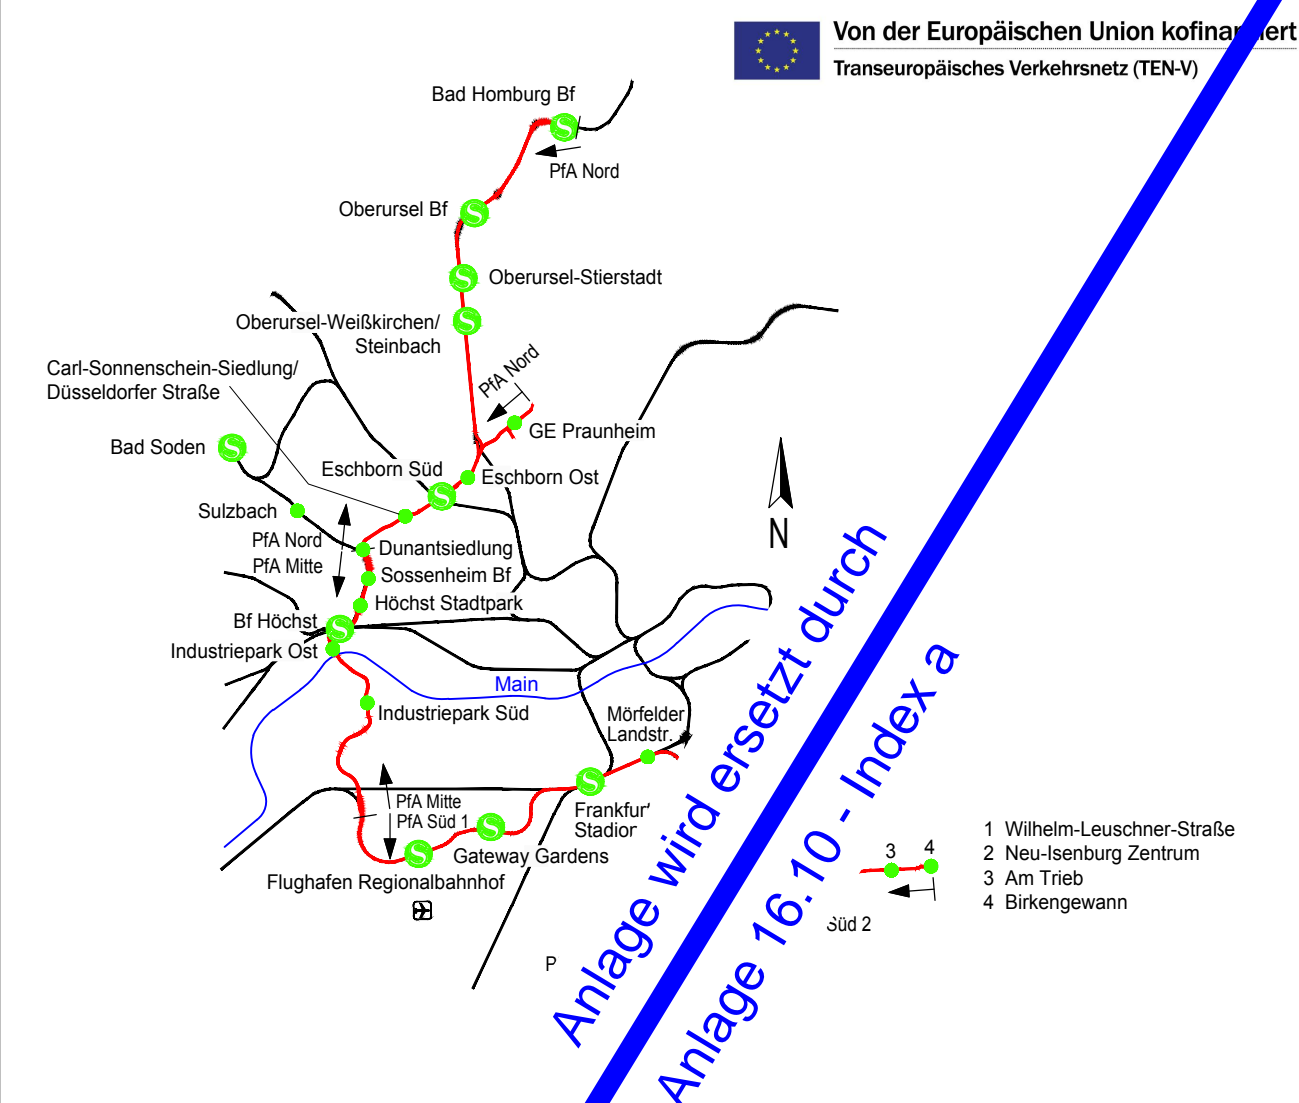 Von der Europäischen Union kofinanziert
Transeuropäisches Verkehrsnetz (TEN-V)
Bad Homburg Bf
PfA Nord
Oberursel Bf
Oberursel-Stierstadt
Oberursel-Weißkirchen/
Steinbach
Carl-Sonnenschein-Siedlung/
Düsseldorfer Straße
PfA Nord
GE Praunheim
Bad Soden
Eschborn Süd
Eschborn Ost
Sulzbach
PfA Nord
PfA Mitte
Dunantsiedlung
Sossenheim Bf
Höchst Stadtpark
Bf Höchst
Industriepark Ost
N
Main
Industriepark Süd
Mörfelder
Landstr.
PfA Mitte
PfA Süd 1
Frankfur
Stadion
Gateway Gardens
Flughafen Regionalbahnhof
P
Süd 2
3 4
1 Wilhelm-Leuschner-Straße
2 Neu-Isenburg Zentrum
3 Am Trieb
4 Birkengewann
Anlage wird ersetzt durch
Anlage 16.10 - Index a